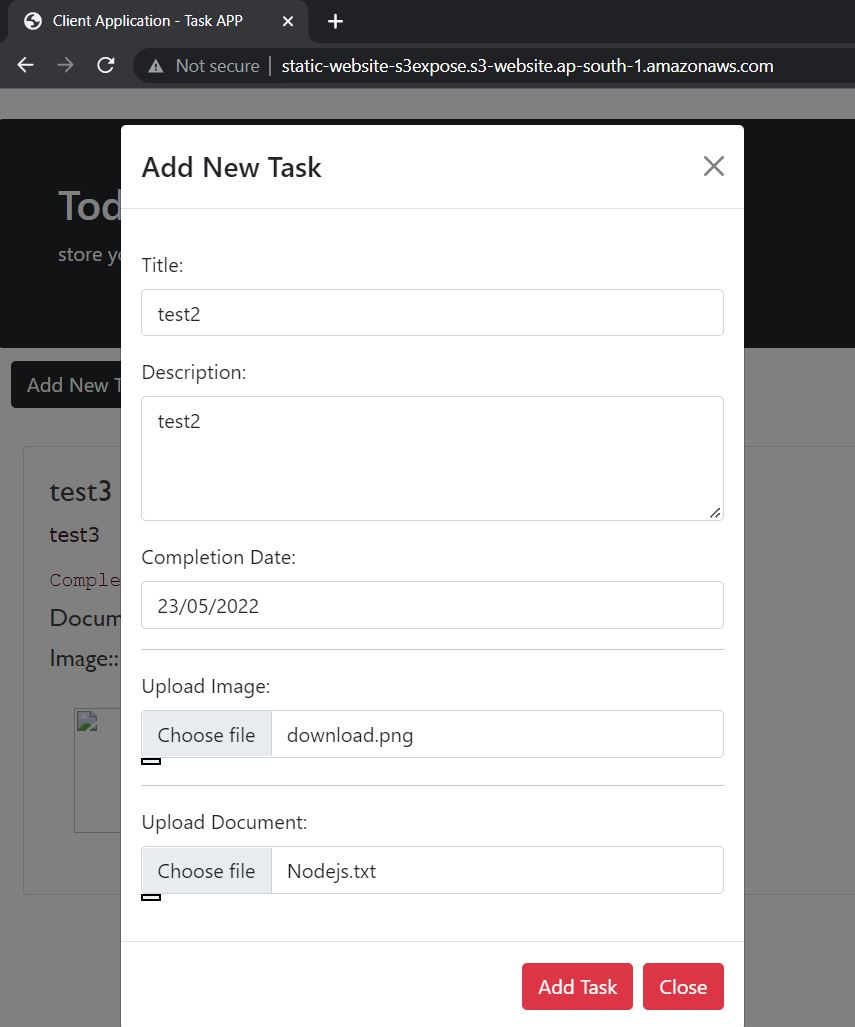 Client Application - Task APP
Not secure
static-website-s3expose.s3-website.ap-south-1.amazonaws.com
Add New Task
Tod
store yo
Title:
test2
Add New T
Description:
test2
test3
test3
Completion Date:
Comple
23/05/2022
Docum
Image::
Upload Image:
Choose file download.png
Upload Document:
Choose file Nodejs.txt
Add Task Close